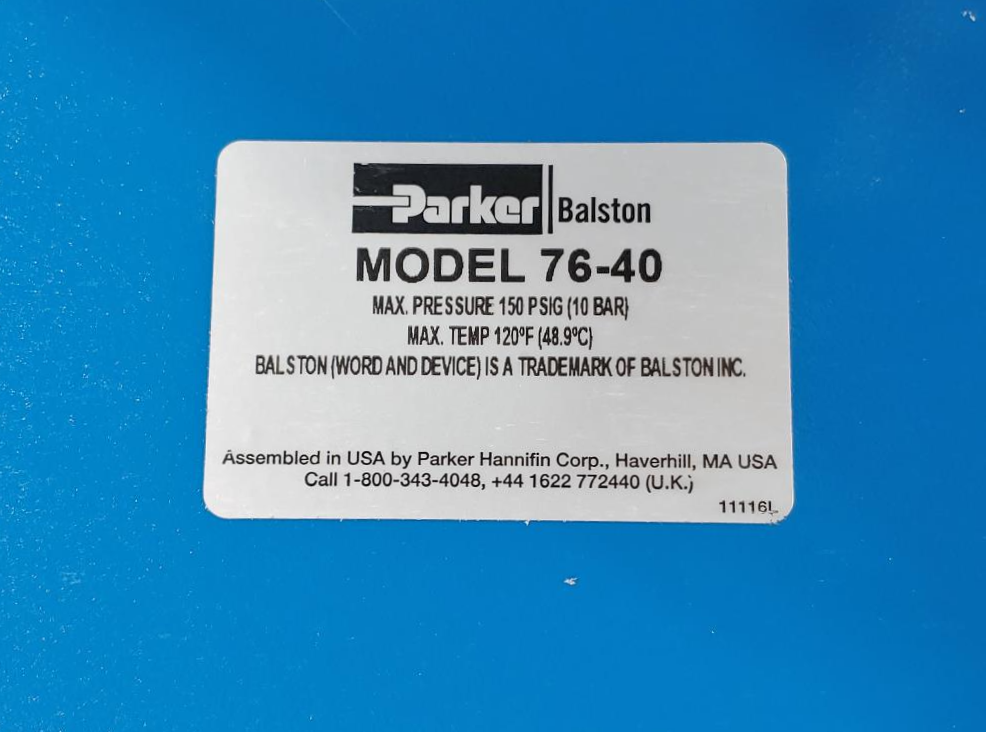 Parker Balston
MODEL 76-40
MAX. PRESSURE 150 PSIG (10 BAR)
MAX. TEMP 120ºF (48.9ºC)
BALSTON (WORD AND DEVICE) IS A TRADEMARK OF BALSTON INC.
Assembled in USA by Parker Hannifin Corp., Haverhill, MA USA
Call 1-800-343-4048, +44 1622 772440 (U.K.)
11116L